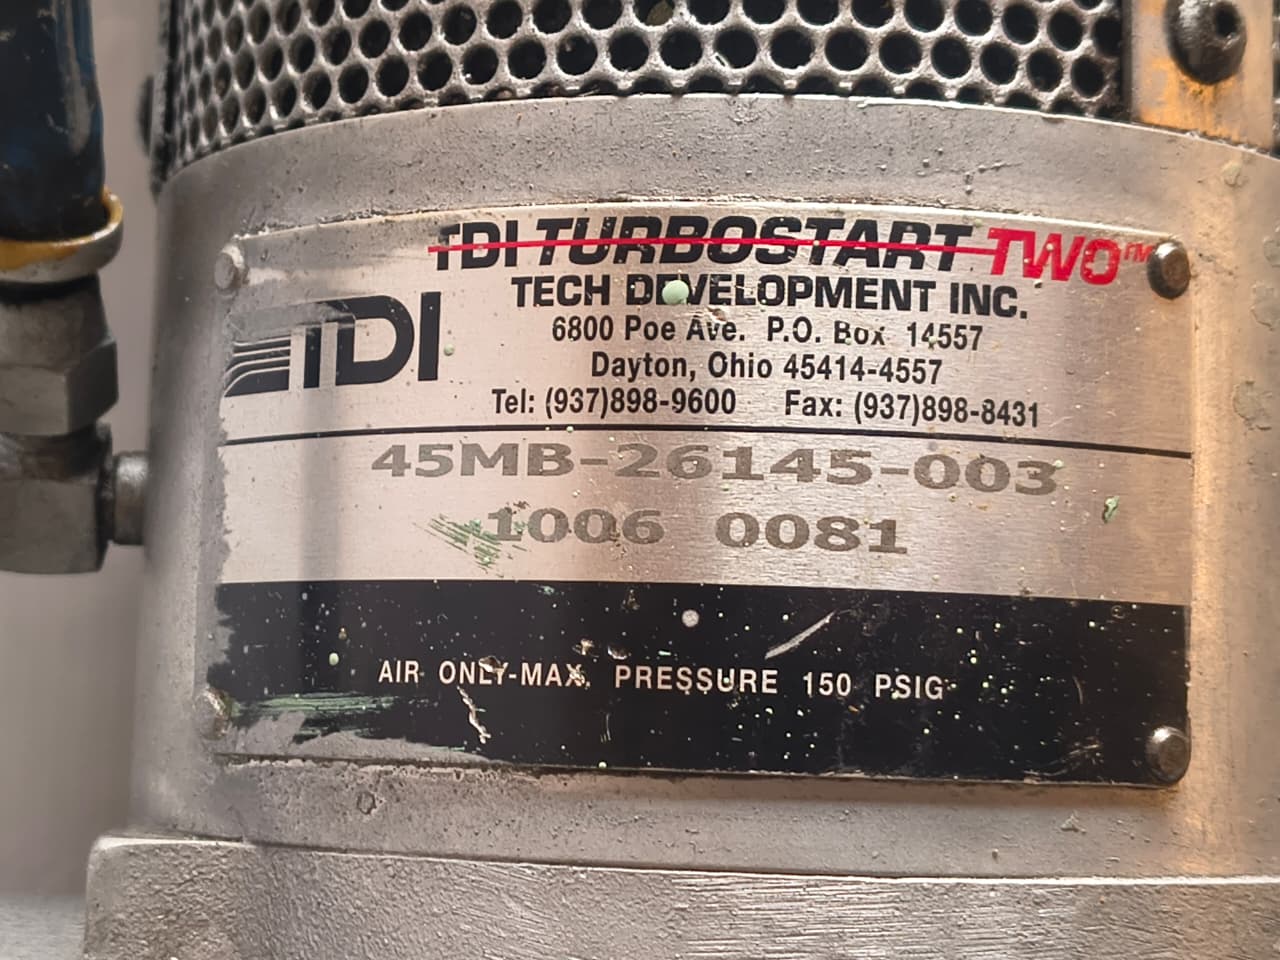 TDI TURBOSTART TWO™
TECH DEVELOPMENT INC.
TDI
6800 Poe Ave. P.O. Box 14557
Dayton, Ohio 45414-4557
Tel: (937)898-9600 Fax: (937)898-8431
45MB-26145-003
1006 0081
AIR ONLY-MAX. PRESSURE 150 PSIG